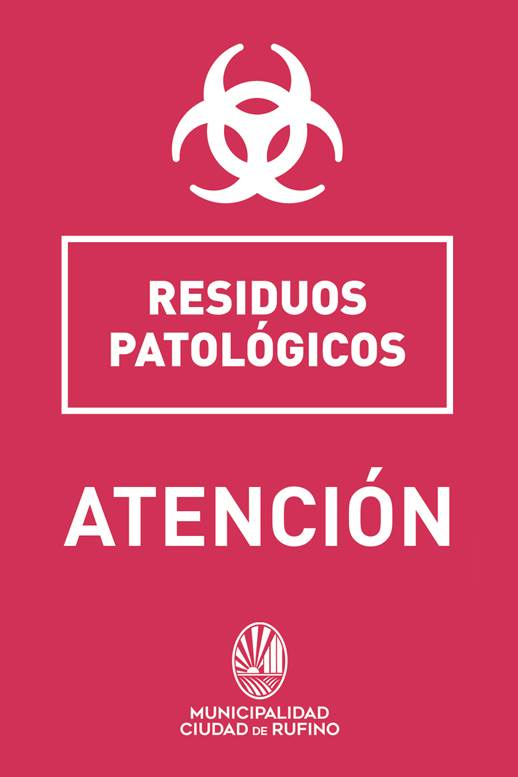 RESIDUOS
PATOLÓGICOS
ATENCIÓN
MUNICIPALIDAD
CIUDAD DE RUFINO